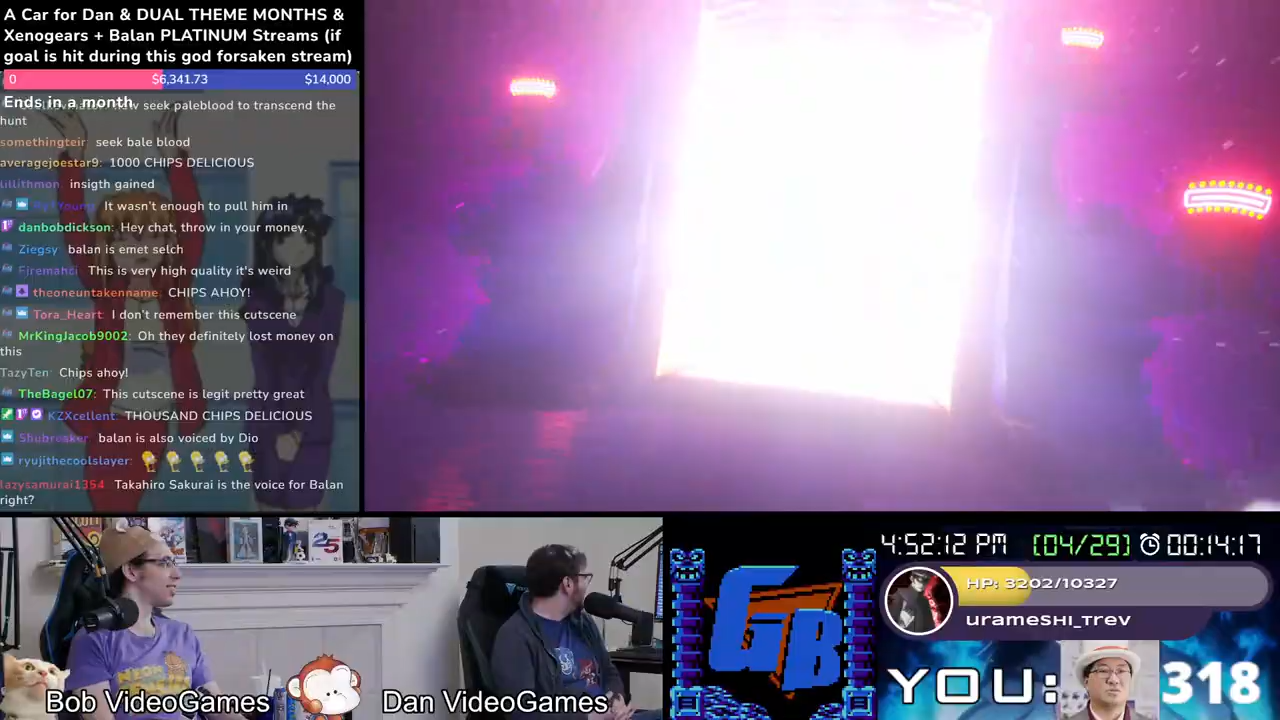 A Car for Dan & DUAL THEME MONTHS &
Xenogears + Balan PLATINUM Streams (if
goal is hit during this god forsaken stream)
0 $6,341.73 $14,000
Ends in a month
seek paleblood to transcend the
hunt
somethingteir: seek bale blood
averagejoestar9: 1000 CHIPS DELICIOUS
lillithmon: insigth gained
It wasn't enough to pull him in
danbobdickson: Hey chat, throw in your money.
Ziegsy: balan is emet selch
Firemahci: This is very high quality it's weird
theoneuntakenname: CHIPS AHOY!
Tora_Heart: I don't remember this cutscene
MrKingJacob9002: Oh they definitely lost money on
this
TazyTen: Chips ahoy!
TheBagel07: This cutscene is legit pretty great
KZXcellent: THOUSAND CHIPS DELICIOUS
Shubreaker: balan is also voiced by Dio
ryujithecoolslayer:
lazysamurai1354: Takahiro Sakurai is the voice for Balan
right?
25
Bob VideoGames
Dan VideoGames
GB
4:52:12 PM [04/29] 00:14:17
HP: 3202/10327
urameSHI_Trev
YOU: 318